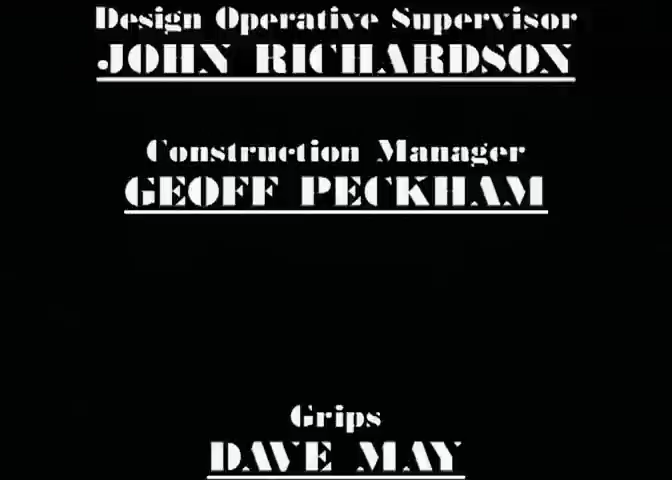 Design Operative Supervisor
JOHN RICHARDSON
Construction Manager
GEOFF PECKHAM
Grips
DAVE MAY